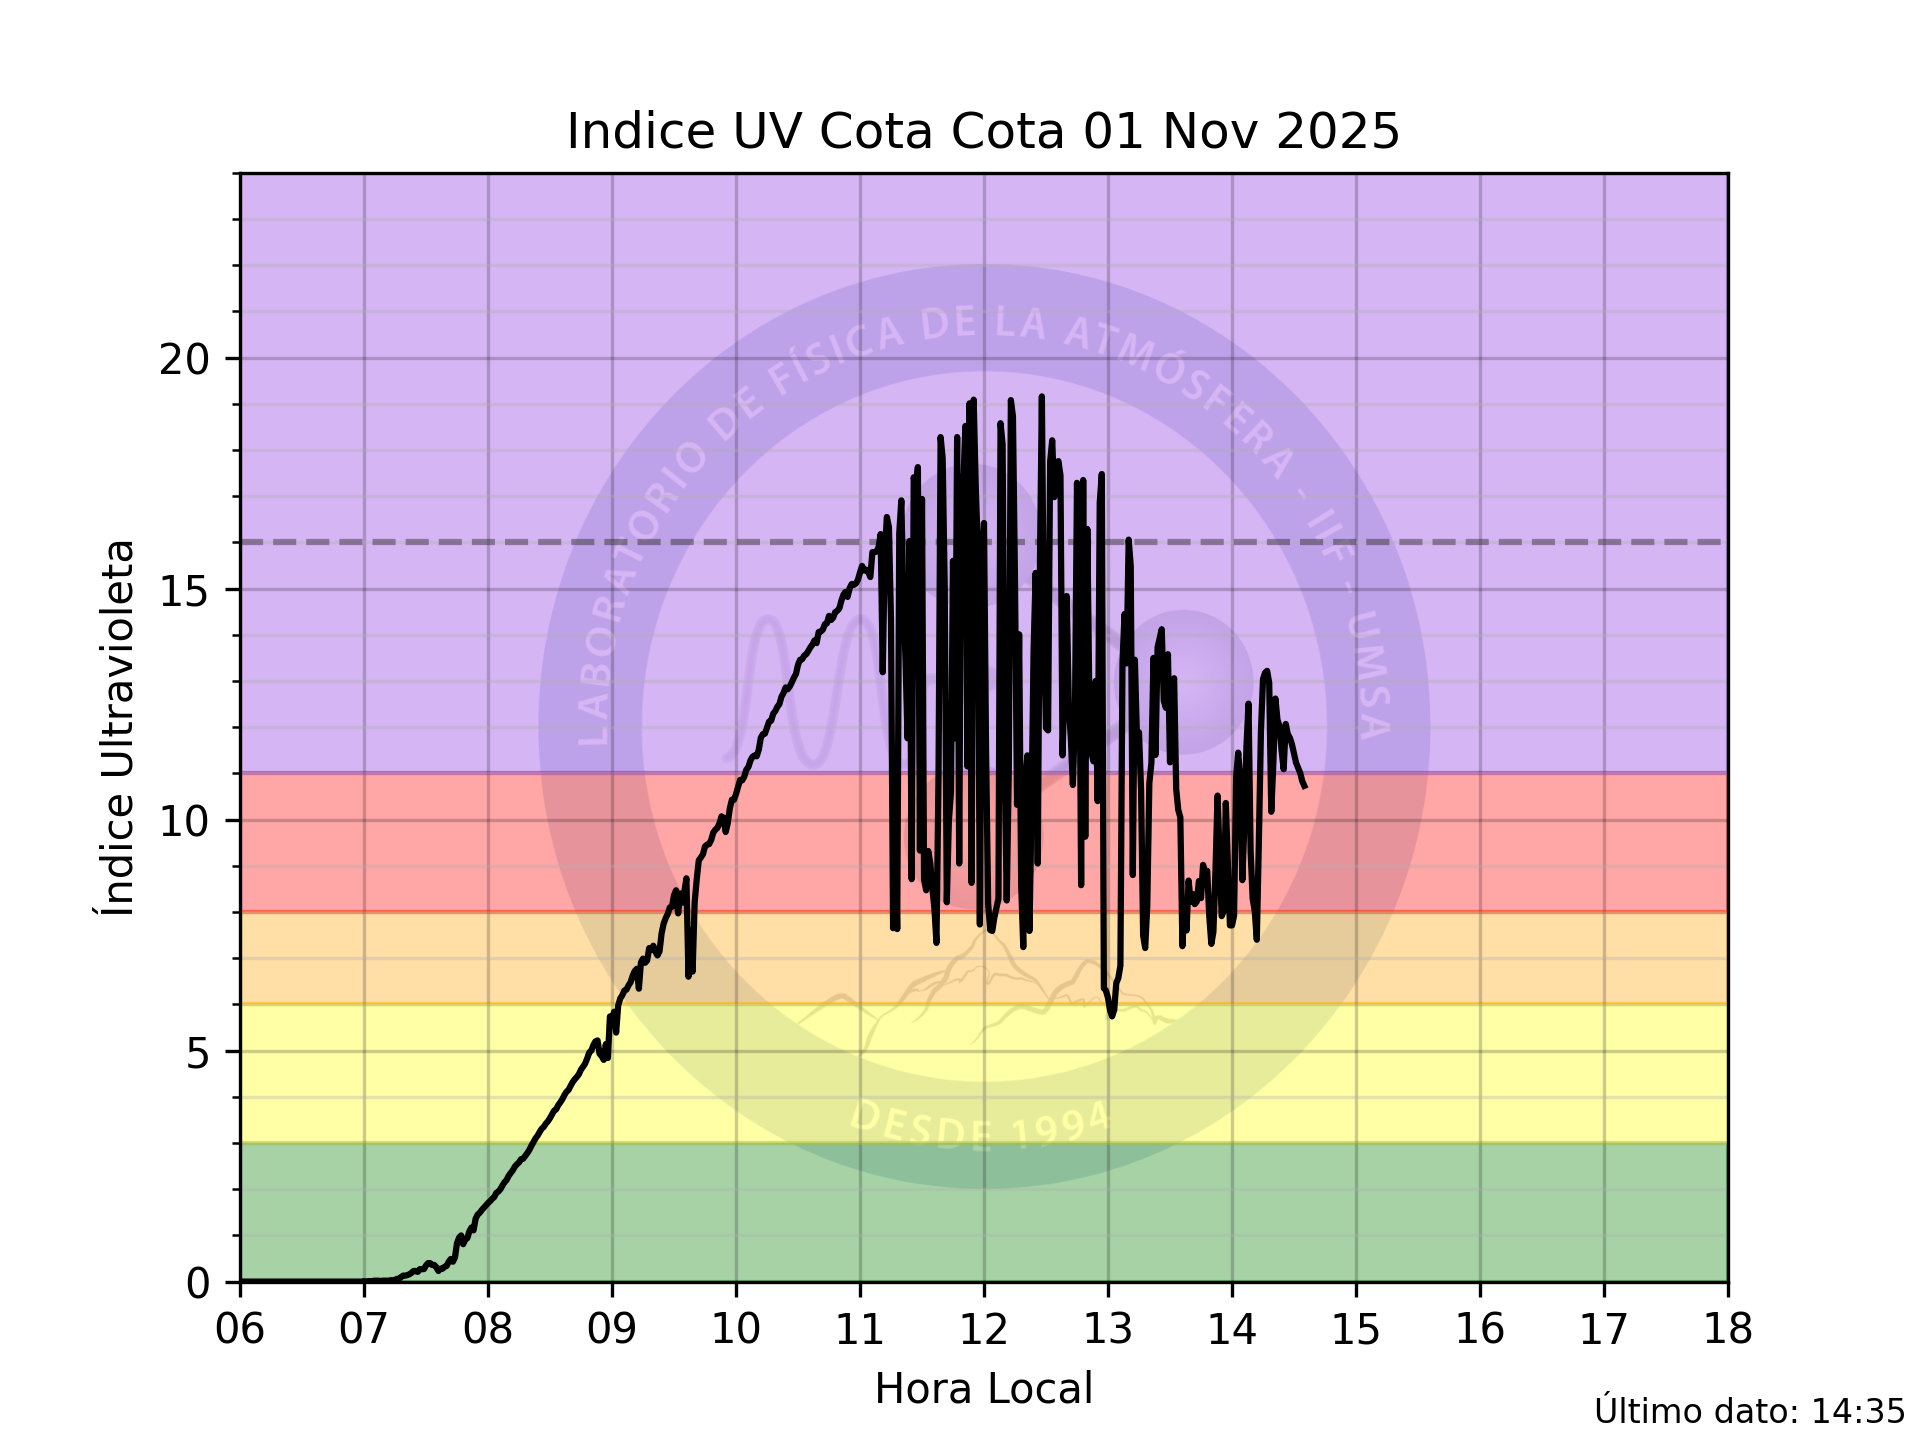 Indice UV Cota Cota 01 Nov 2025
Índice Ultravioleta
20
15
10
5
0
LABORATORIO DE FÍSICA DE LA ATMÓSFERA - IIF - UMSA
DESDE 1994
06 07 08 09 10 11 12 13 14 15 16 17 18
Hora Local
Último dato: 14:35